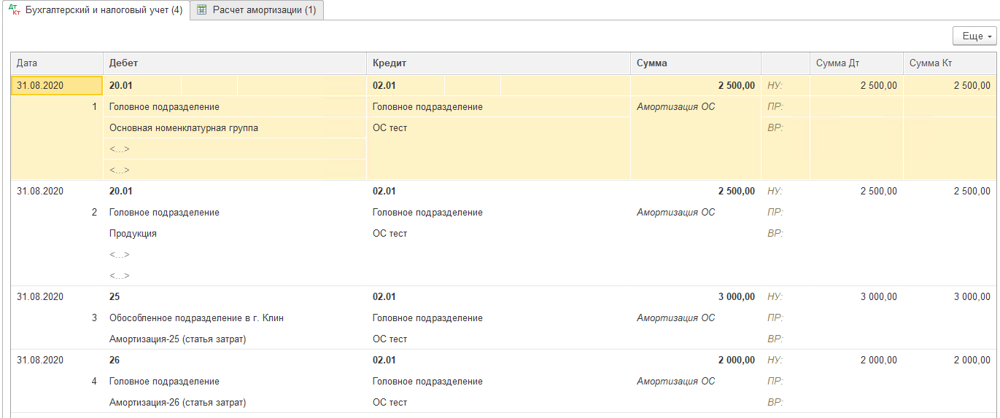 Дт Кт Бухгалтерский и налоговый учет (4) Расчет амортизации (1)
Еще
Дата Дебет Кредит Сумма Сумма Дт Сумма Кт
31.08.2020 20.01 02.01 2 500,00 НУ: 2 500,00 2 500,00
1 Головное подразделение Головное подразделение Амортизация ОС ПР:
Основная номенклатурная группа ОС тест ВР:
<...>
<...>
31.08.2020 20.01 02.01 2 500,00 НУ: 2 500,00 2 500,00
2 Головное подразделение Головное подразделение Амортизация ОС ПР:
Продукция ОС тест ВР:
<...>
<...>
31.08.2020 25 02.01 3 000,00 НУ: 3 000,00 3 000,00
3 Обособленное подразделение в г. Клин Головное подразделение Амортизация ОС ПР:
Амортизация-25 (статья затрат) ОС тест ВР:
31.08.2020 26 02.01 2 000,00 НУ: 2 000,00 2 000,00
4 Головное подразделение Головное подразделение Амортизация ОС ПР:
Амортизация-26 (статья затрат) ОС тест ВР: